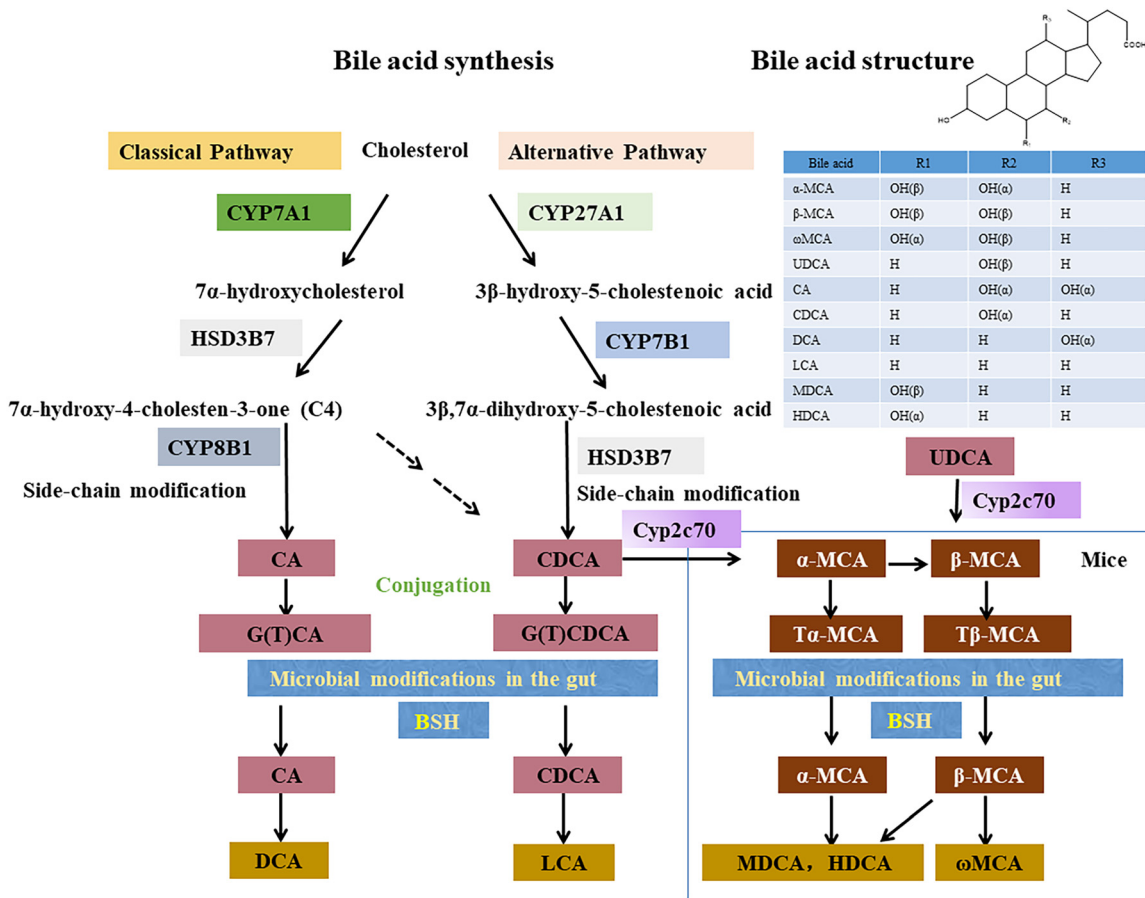 Bile acid synthesis
Bile acid structure
R3
COOH
HO
R2
R1
Classical Pathway
Cholesterol
Alternative Pathway
CYP7A1
CYP27A1
7α-hydroxycholesterol
3β-hydroxy-5-cholestenoic acid
HSD3B7
CYP7B1
7α-hydroxy-4-cholesten-3-one (C4)
3β,7α-dihydroxy-5-cholestenoic acid
CYP8B1
HSD3B7
Side-chain modification
Side-chain modification
Bile acid R1 R2 R3
α-MCA OH(β) OH(α) H
β-MCA OH(β) OH(β) H
ωMCA OH(α) OH(β) H
UDCA H OH(β) H
CA H OH(α) OH(α)
CDCA H OH(α) H
DCA H H OH(α)
LCA H H H
MDCA OH(β) H H
HDCA OH(α) H H
UDCA
Cyp2c70
Cyp2c70
CA
CDCA
α-MCA
β-MCA
Mice
Conjugation
G(T)CA
G(T)CDCA
Tα-MCA
Tβ-MCA
Microbial modifications in the gut
Microbial modifications in the gut
BSH
BSH
CA
CDCA
α-MCA
β-MCA
DCA
LCA
MDCA，HDCA
ωMCA